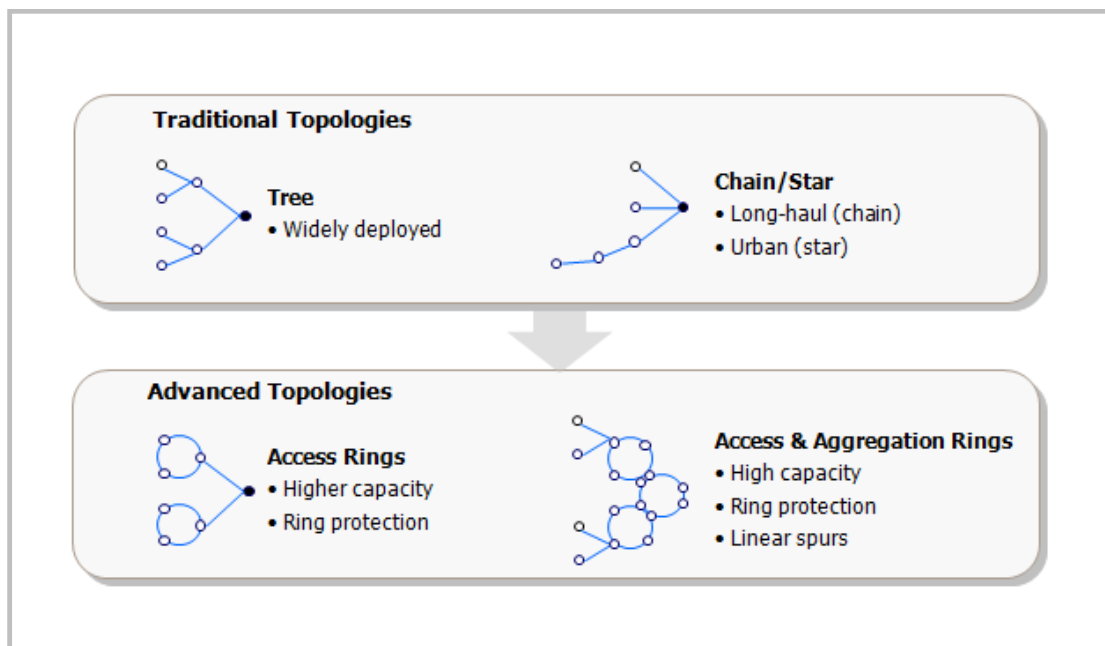 Traditional Topologies
Tree
• Widely deployed
Chain/Star
• Long-haul (chain)
• Urban (star)
Advanced Topologies
Access Rings
• Higher capacity
• Ring protection
Access & Aggregation Rings
• High capacity
• Ring protection
• Linear spurs